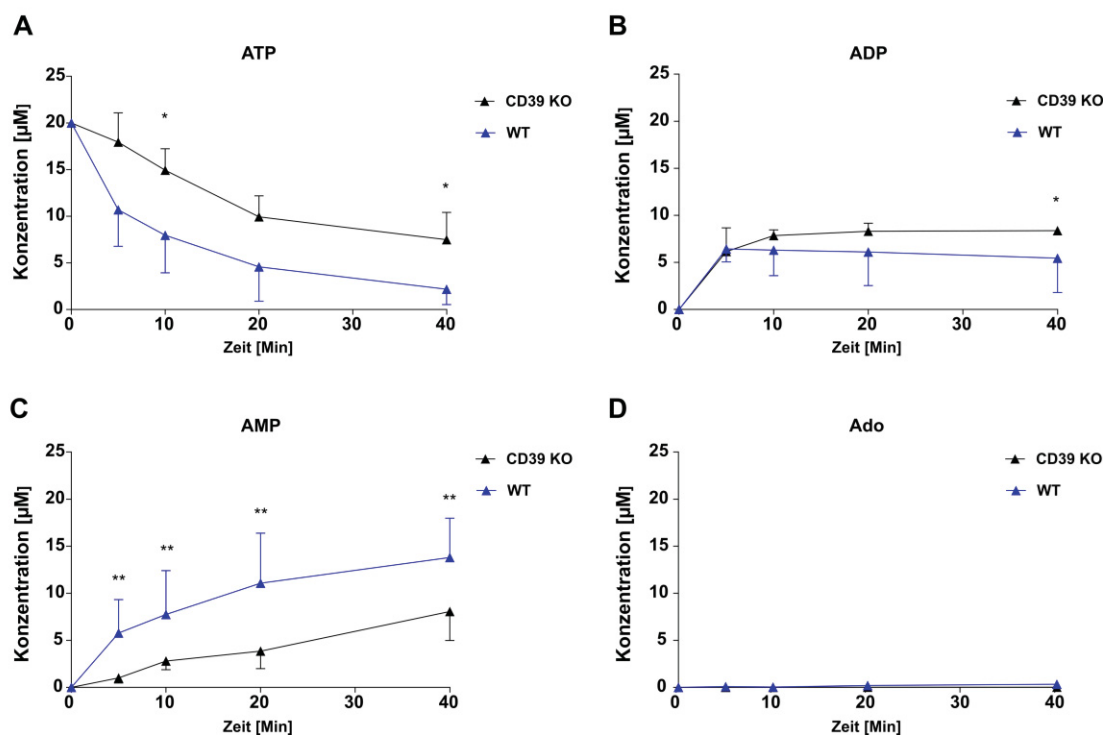 A
ATP
Konzentration [µM]
25
20
15
10
5
0
0 10 20 30 40
Zeit [Min]
CD39 KO
WT
*
*
B
ADP
Konzentration [µM]
25
20
15
10
5
0
0 10 20 30 40
Zeit [Min]
CD39 KO
WT
*
C
AMP
Konzentration [µM]
25
20
15
10
5
0
0 10 20 30 40
Zeit [Min]
CD39 KO
WT
**
**
**
**
D
Ado
Konzentration [µM]
25
20
15
10
5
0
0 10 20 30 40
Zeit [Min]
CD39 KO
WT